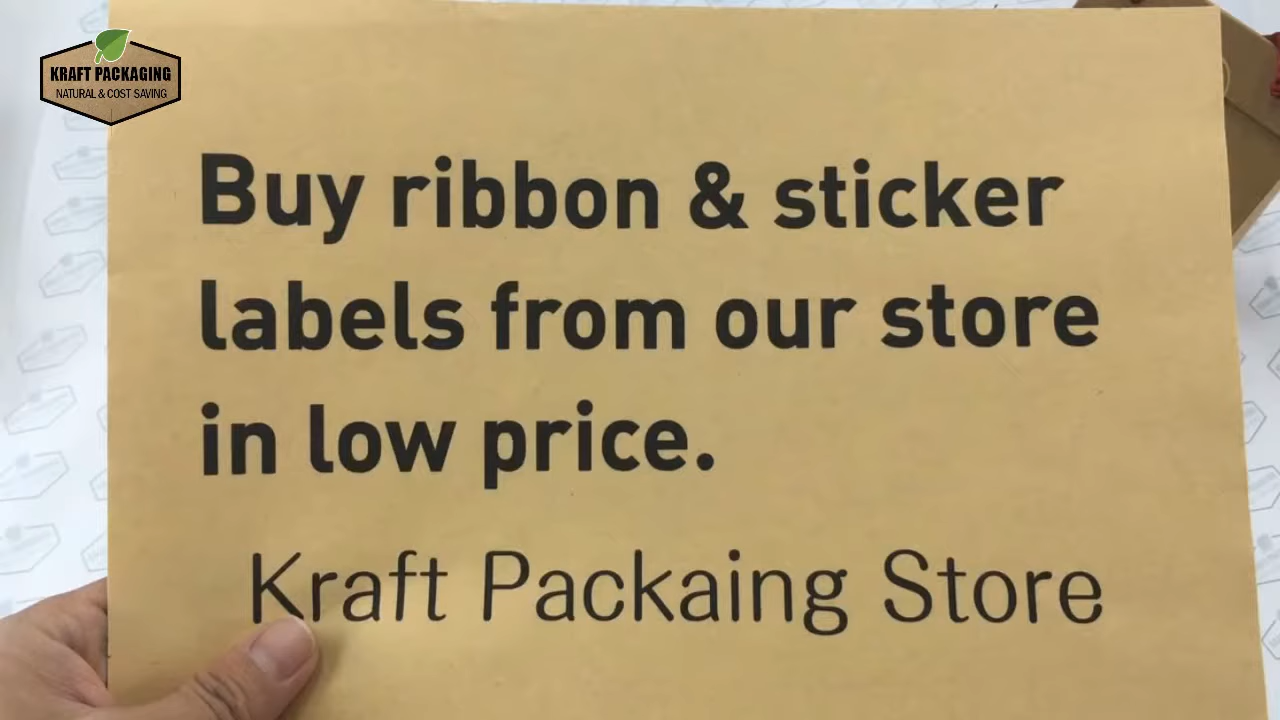 KRAFT PACKAGING
NATURAL & COST SAVING
Buy ribbon & sticker
labels from our store
in low price.
Kraft Packaing Store